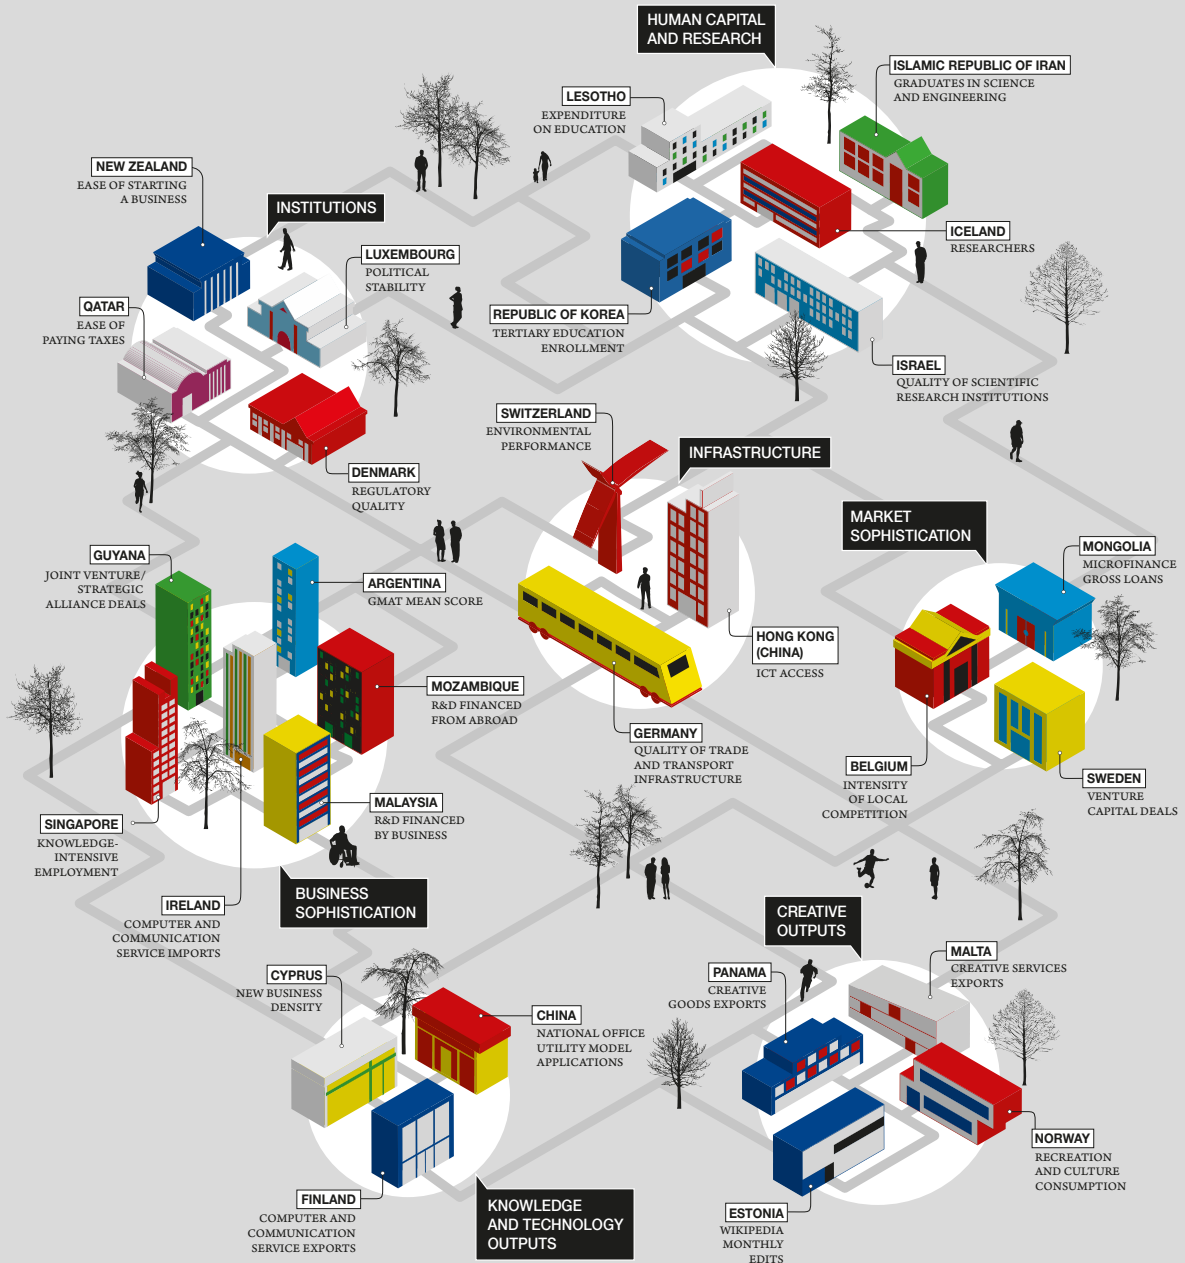 HUMAN CAPITAL
AND RESEARCH
ISLAMIC REPUBLIC OF IRAN
GRADUATES IN SCIENCE
AND ENGINEERING
LESOTHO
EXPENDITURE
ON EDUCATION
ICELAND
RESEARCHERS
REPUBLIC OF KOREA
TERTIARY EDUCATION
ENROLLMENT
ISRAEL
QUALITY OF SCIENTIFIC
RESEARCH INSTITUTIONS
NEW ZEALAND
EASE OF STARTING
A BUSINESS
INSTITUTIONS
LUXEMBOURG
POLITICAL
STABILITY
QATAR
EASE OF
PAYING TAXES
DENMARK
REGULATORY
QUALITY
SWITZERLAND
ENVIRONMENTAL
PERFORMANCE
INFRASTRUCTURE
HONG KONG
(CHINA)
ICT ACCESS
GERMANY
QUALITY OF TRADE
AND TRANSPORT
INFRASTRUCTURE
MARKET
SOPHISTICATION
MONGOLIA
MICROFINANCE
GROSS LOANS
BELGIUM
INTENSITY
OF LOCAL
COMPETITION
SWEDEN
VENTURE
CAPITAL DEALS
GUYANA
JOINT VENTURE/
STRATEGIC
ALLIANCE DEALS
ARGENTINA
GMAT MEAN SCORE
MOZAMBIQUE
R&D FINANCED
FROM ABROAD
MALAYSIA
R&D FINANCED
BY BUSINESS
SINGAPORE
KNOWLEDGE-
INTENSIVE
EMPLOYMENT
IRELAND
COMPUTER AND
COMMUNICATION
SERVICE IMPORTS
BUSINESS
SOPHISTICATION
CYPRUS
NEW BUSINESS
DENSITY
CHINA
NATIONAL OFFICE
UTILITY MODEL
APPLICATIONS
FINLAND
COMPUTER AND
COMMUNICATION
SERVICE EXPORTS
KNOWLEDGE
AND TECHNOLOGY
OUTPUTS
CREATIVE
OUTPUTS
PANAMA
CREATIVE
GOODS EXPORTS
MALTA
CREATIVE SERVICES
EXPORTS
NORWAY
RECREATION
AND CULTURE
CONSUMPTION
ESTONIA
WIKIPEDIA
MONTHLY
EDITS